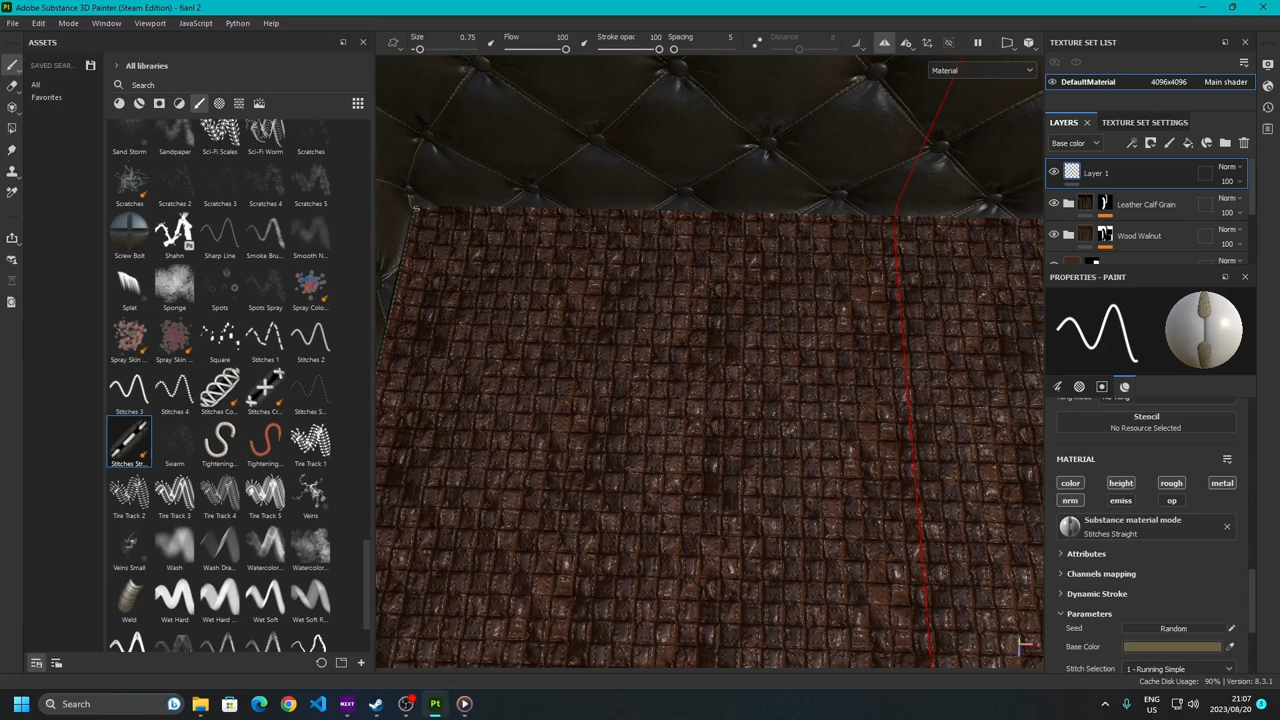 Adobe Substance 3D Painter (Steam Edition) - fianl 2
File Edit Mode Window Viewport JavaScript Python Help
ASSETS
Size 0.75 Flow 100 Stroke opac 100 Spacing 5 Distance 8
SAVED SEAR...
All
Favorites
All libraries
Search
Sand Storm Sandpaper Sci-Fi Scales Sci-Fi Worm Scratches
Scratches Scratches 2 Scratches 3 Scratches 4 Scratches 5
Screw Bolt Shahn Sharp Line Smoke Bru... Smooth N...
Splat Sponge Spots Spots Spray Spray Colo...
Spray Skin ... Spray Skin ... Square Stitches 1 Stitches 2
Stitches 3 Stitches 4 Stitches Co... Stitches Cr... Stitches S...
Stitches Str... Swarm Tightening... Tightening... Tire Track 1
Tire Track 2 Tire Track 3 Tire Track 4 Tire Track 5 Veins
Veins Small Wash Wash Dra... Watercolor... Watercolor...
Weld Wet Hard Wet Hard ... Wet Soft Wet Soft R...
Material
TEXTURE SET LIST
DefaultMaterial 4096x4096 Main shader
LAYERS TEXTURE SET SETTINGS
Base color
Layer 1 Norm 100
Leather Calf Grain Norm 100
Wood Walnut Norm 100
PROPERTIES - PAINT
Stencil
No Resource Selected
MATERIAL
color height rough metal
nrm emiss op
Substance material mode
Stitches Straight
Attributes
Channels mapping
Dynamic Stroke
Parameters
Seed Random
Base Color
Stitch Selection 1 - Running Simple
Cache Disk Usage: 90% | Version: 8.3.1
Search
NZXT
Pt
ENG
US
21:07
2023/08/20
3